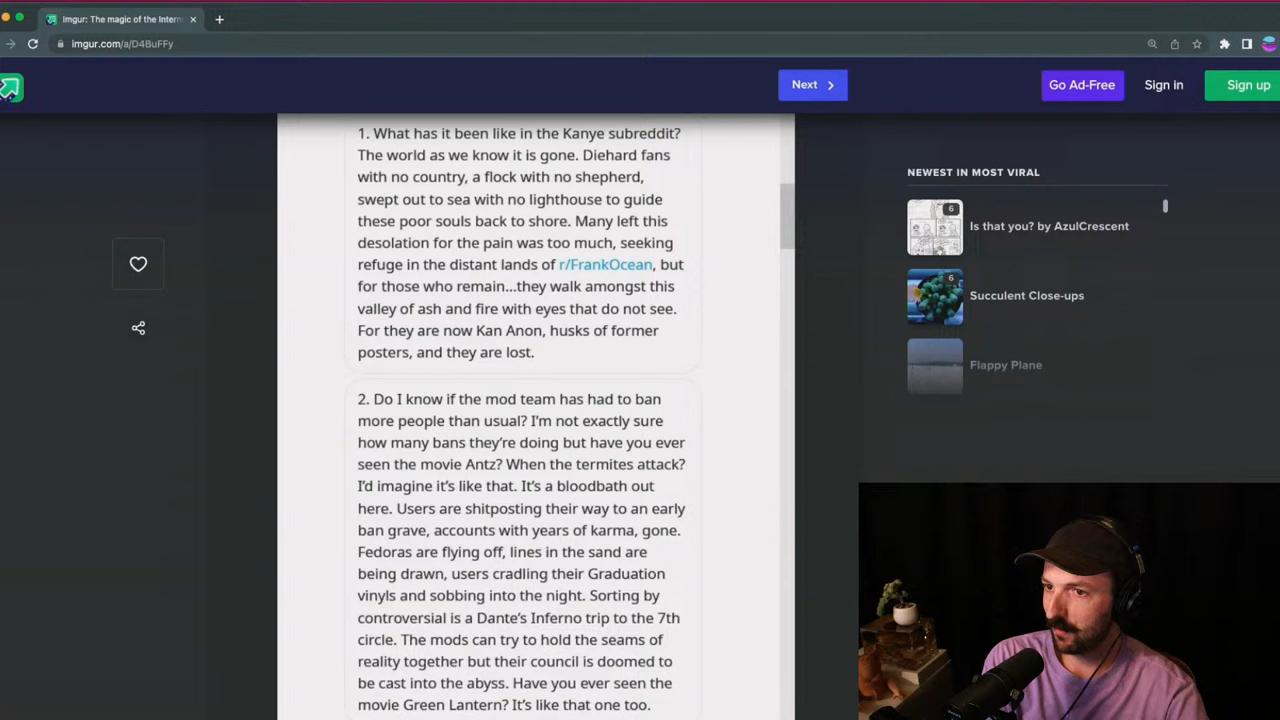 Imgur: The magic of the Intern
imgur.com/a/D4BuFFy
Next
Go Ad-Free
Sign in
Sign up
1. What has it been like in the Kanye subreddit?
The world as we know it is gone. Diehard fans
with no country, a flock with no shepherd,
swept out to sea with no lighthouse to guide
these poor souls back to shore. Many left this
desolation for the pain was too much, seeking
refuge in the distant lands of r/FrankOcean, but
for those who remain...they walk amongst this
valley of ash and fire with eyes that do not see.
For they are now Kan Anon, husks of former
posters, and they are lost.
2. Do I know if the mod team has had to ban
more people than usual? I'm not exactly sure
how many bans they're doing but have you ever
seen the movie Antz? When the termites attack?
I'd imagine it's like that. It's a bloodbath out
here. Users are shitposting their way to an early
ban grave, accounts with years of karma, gone.
Fedoras are flying off, lines in the sand are
being drawn, users cradling their Graduation
vinyls and sobbing into the night. Sorting by
controversial is a Dante's Inferno trip to the 7th
circle. The mods can try to hold the seams of
reality together but their council is doomed to
be cast into the abyss. Have you ever seen the
movie Green Lantern? It's like that one too.
NEWEST IN MOST VIRAL
6
Is that you? by AzulCrescent
6
Succulent Close-ups
Flappy Plane